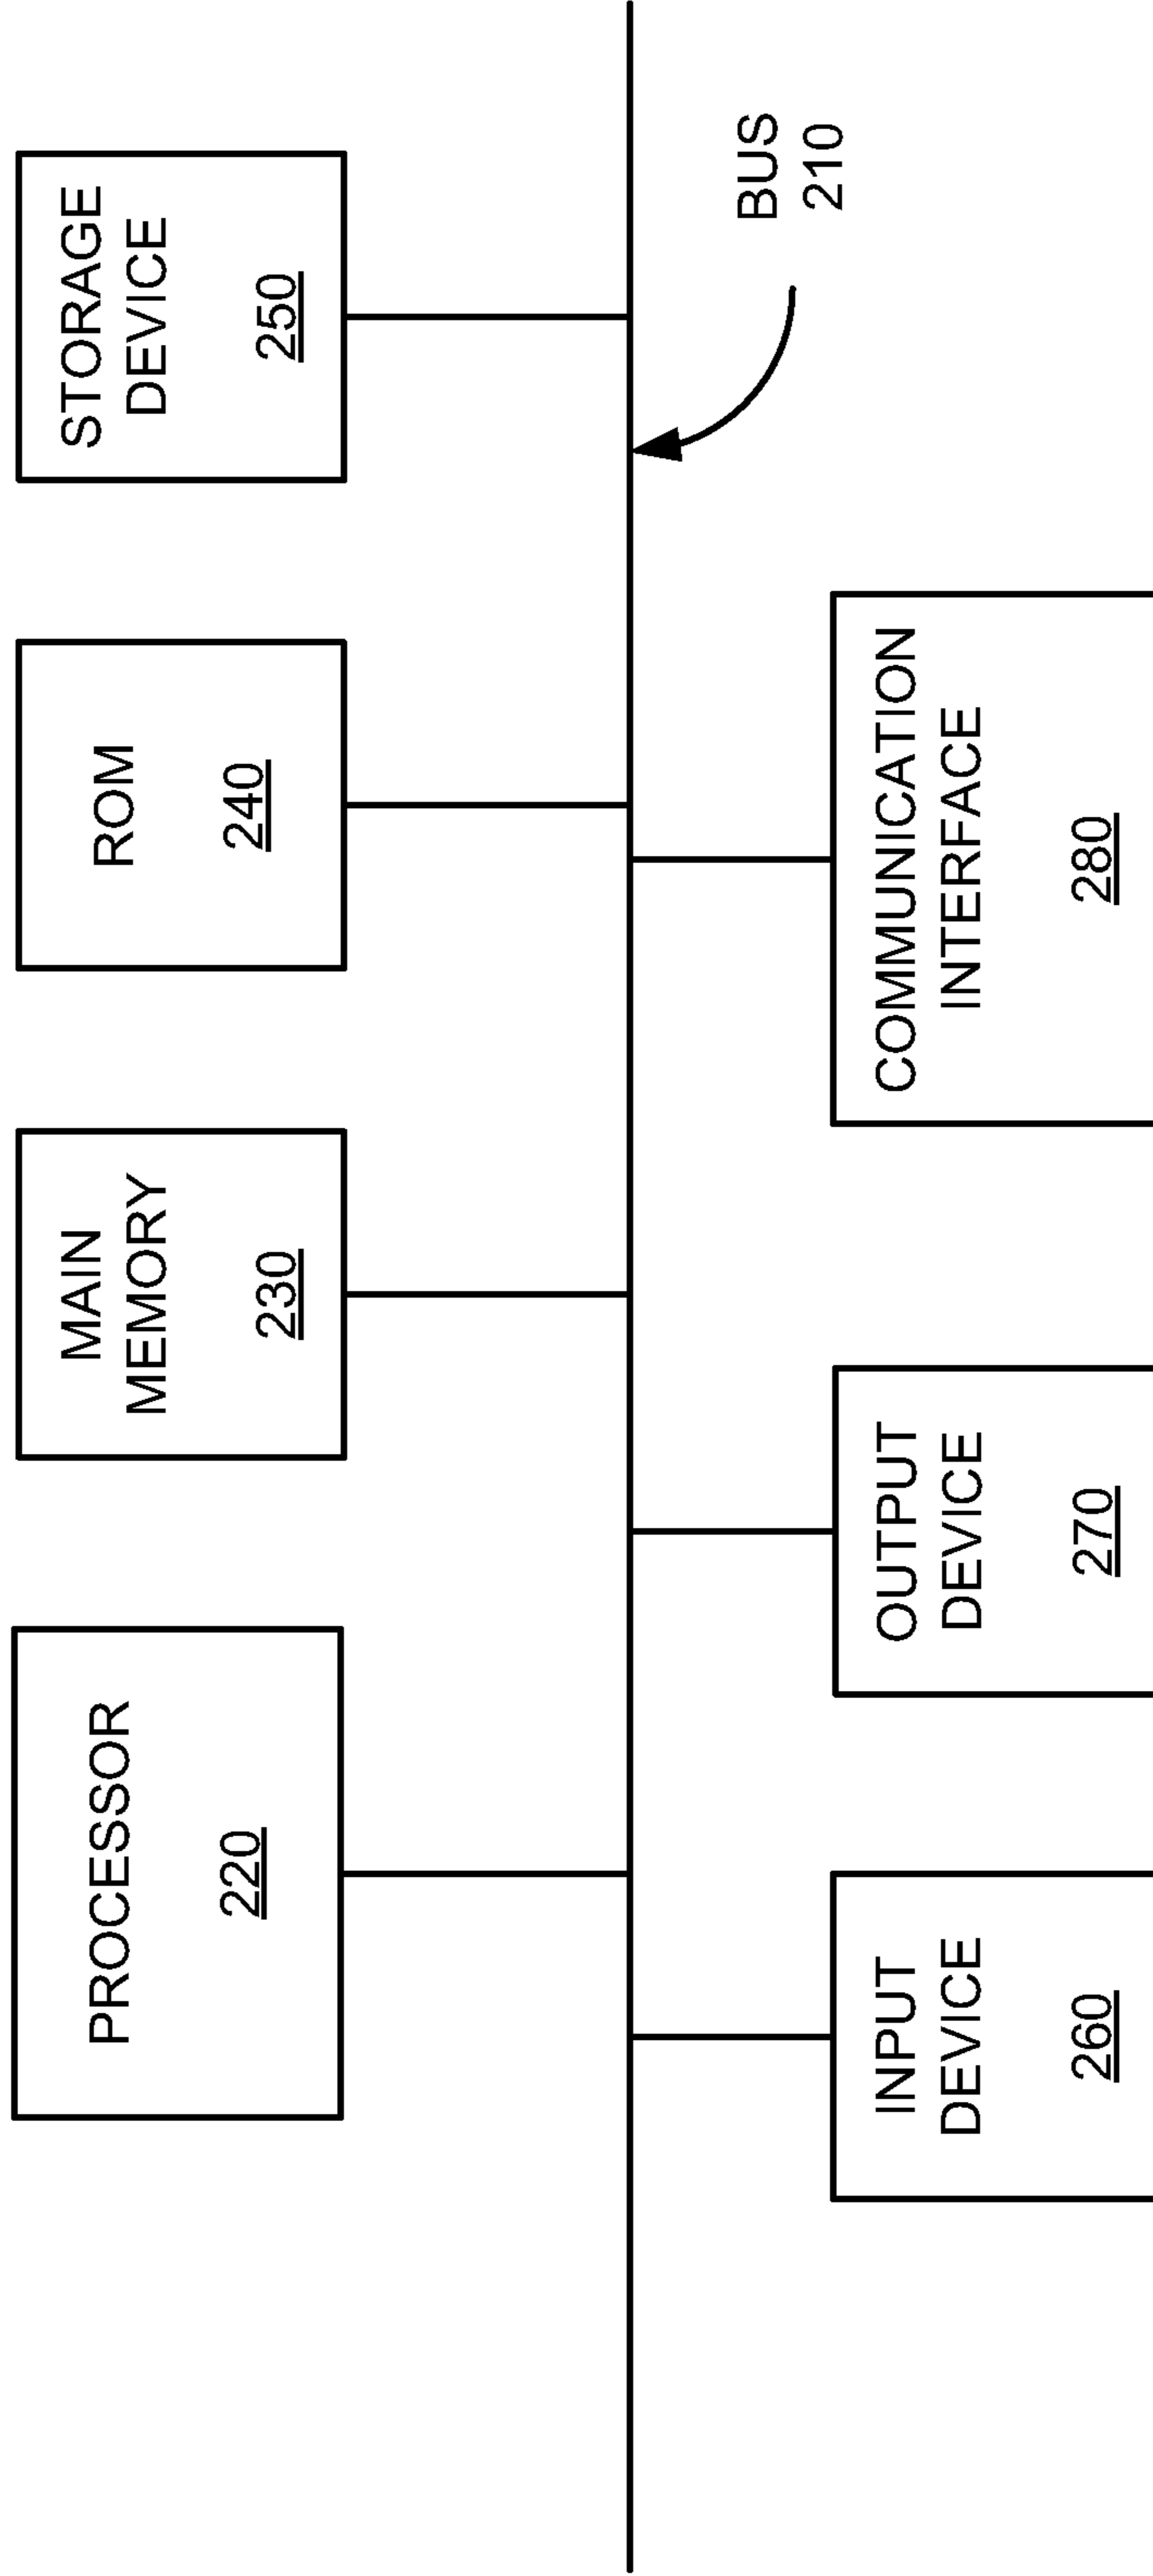 PROCESSOR
220
MAIN
MEMORY
230
ROM
240
STORAGE
DEVICE
250
BUS
210
INPUT
DEVICE
260
OUTPUT
DEVICE
270
COMMUNICATION
INTERFACE
280